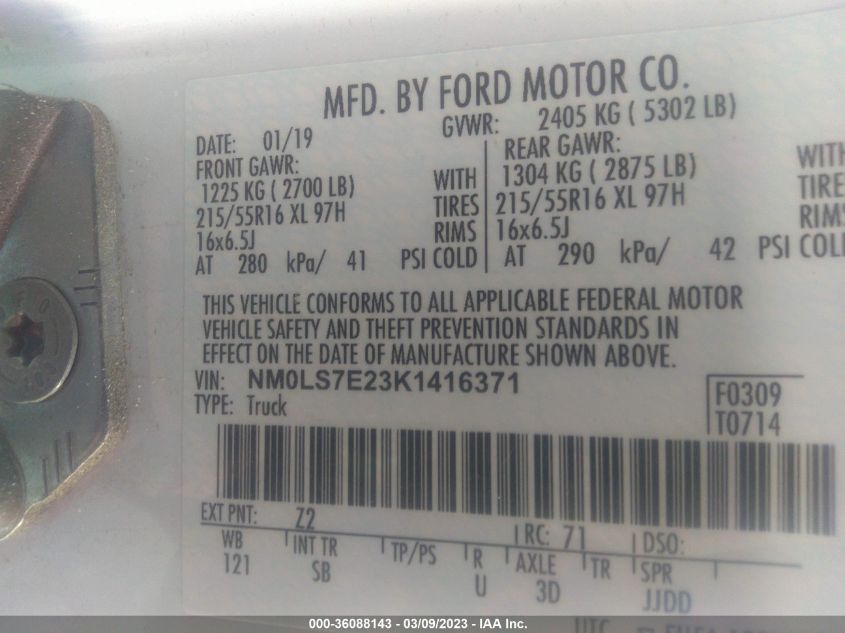 MFD. BY FORD MOTOR CO.
DATE: 01/19 GVWR: 2405 KG ( 5302 LB)
FRONT GAWR: REAR GAWR:
1225 KG ( 2700 LB) WITH 1304 KG ( 2875 LB) WITH
215/55R16 XL 97H TIRES 215/55R16 XL 97H TIRES
16x6.5J RIMS 16x6.5J RIMS
AT 280 kPa/ 41 PSI COLD AT 290 kPa/ 42 PSI COL
THIS VEHICLE CONFORMS TO ALL APPLICABLE FEDERAL MOTOR
VEHICLE SAFETY AND THEFT PREVENTION STANDARDS IN
EFFECT ON THE DATE OF MANUFACTURE SHOWN ABOVE.
VIN: NM0LS7E23K1416371
TYPE: Truck
F0309
T0714
EXT PNT: Z2 RC: 71 DSO:
WB INT TR TP/PS R AXLE TR SPR
121 SB U 3D JJDD
UTC
000-36088143 / 03/09/2023 - IAA Inc.